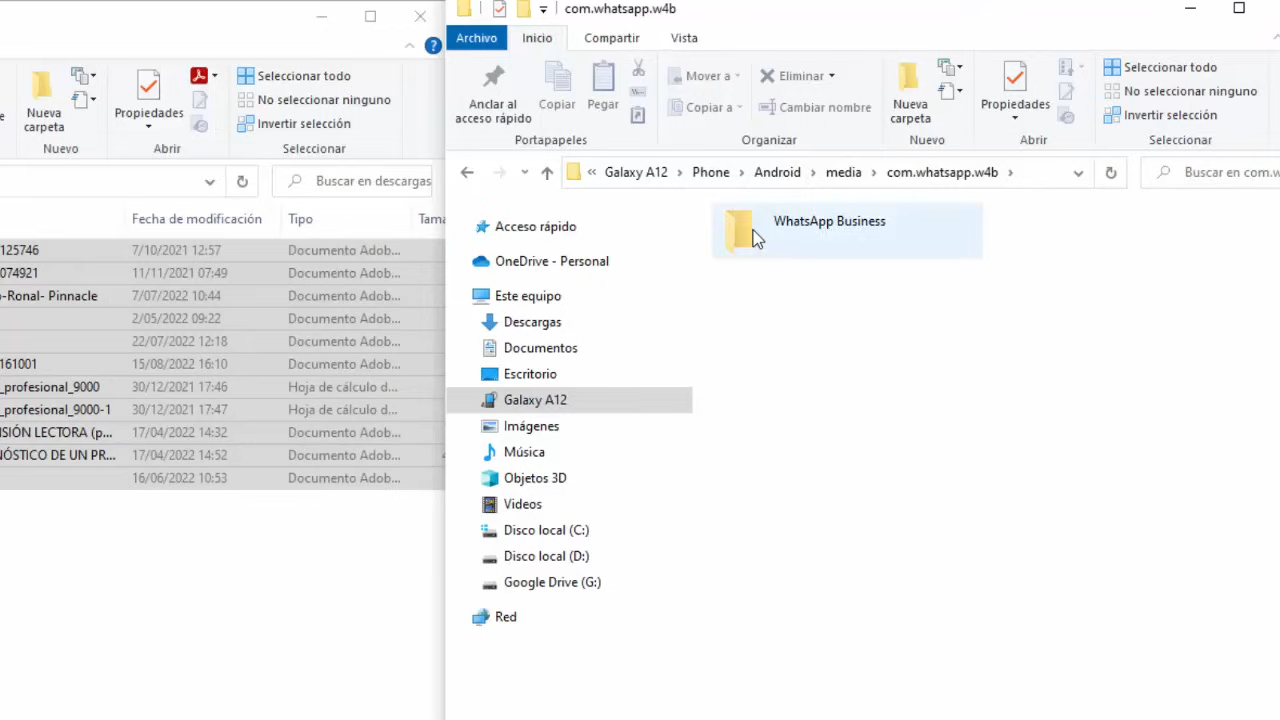 Nueva carpeta
Propiedades
Seleccionar todo
No seleccionar ninguno
Invertir selección
Nuevo
Abrir
Seleccionar
Buscar en descargas
Fecha de modificación
Tipo
125746 7/10/2021 12:57 Documento Adob...
074921 11/11/2021 07:49 Documento Adob...
-Ronal- Pinnacle 7/07/2022 10:44 Documento Adob...
2/05/2022 09:22 Documento Adob...
22/07/2022 12:18 Documento Adob...
161001 15/08/2022 16:10 Documento Adob...
_profesional_9000 30/12/2021 17:46 Hoja de cálculo d...
_profesional_9000-1 30/12/2021 17:47 Hoja de cálculo d...
SIÓN LECTORA (p... 17/04/2022 14:32 Documento Adob...
NÓSTICO DE UN PR... 17/04/2022 14:52 Documento Adob...
16/06/2022 10:53 Documento Adob...
com.whatsapp.w4b
Archivo Inicio Compartir Vista
Anclar al acceso rápido
Copiar
Pegar
Mover a
Copiar a
Eliminar
Cambiar nombre
Nueva carpeta
Propiedades
Seleccionar todo
No seleccionar ninguno
Invertir selección
Portapapeles
Organizar
Nuevo
Abrir
Seleccionar
« Galaxy A12 > Phone > Android > media > com.whatsapp.w4b >
Buscar en com.w
Acceso rápido
OneDrive - Personal
Este equipo
Descargas
Documentos
Escritorio
Galaxy A12
Imágenes
Música
Objetos 3D
Videos
Disco local (C:)
Disco local (D:)
Google Drive (G:)
Red
WhatsApp Business